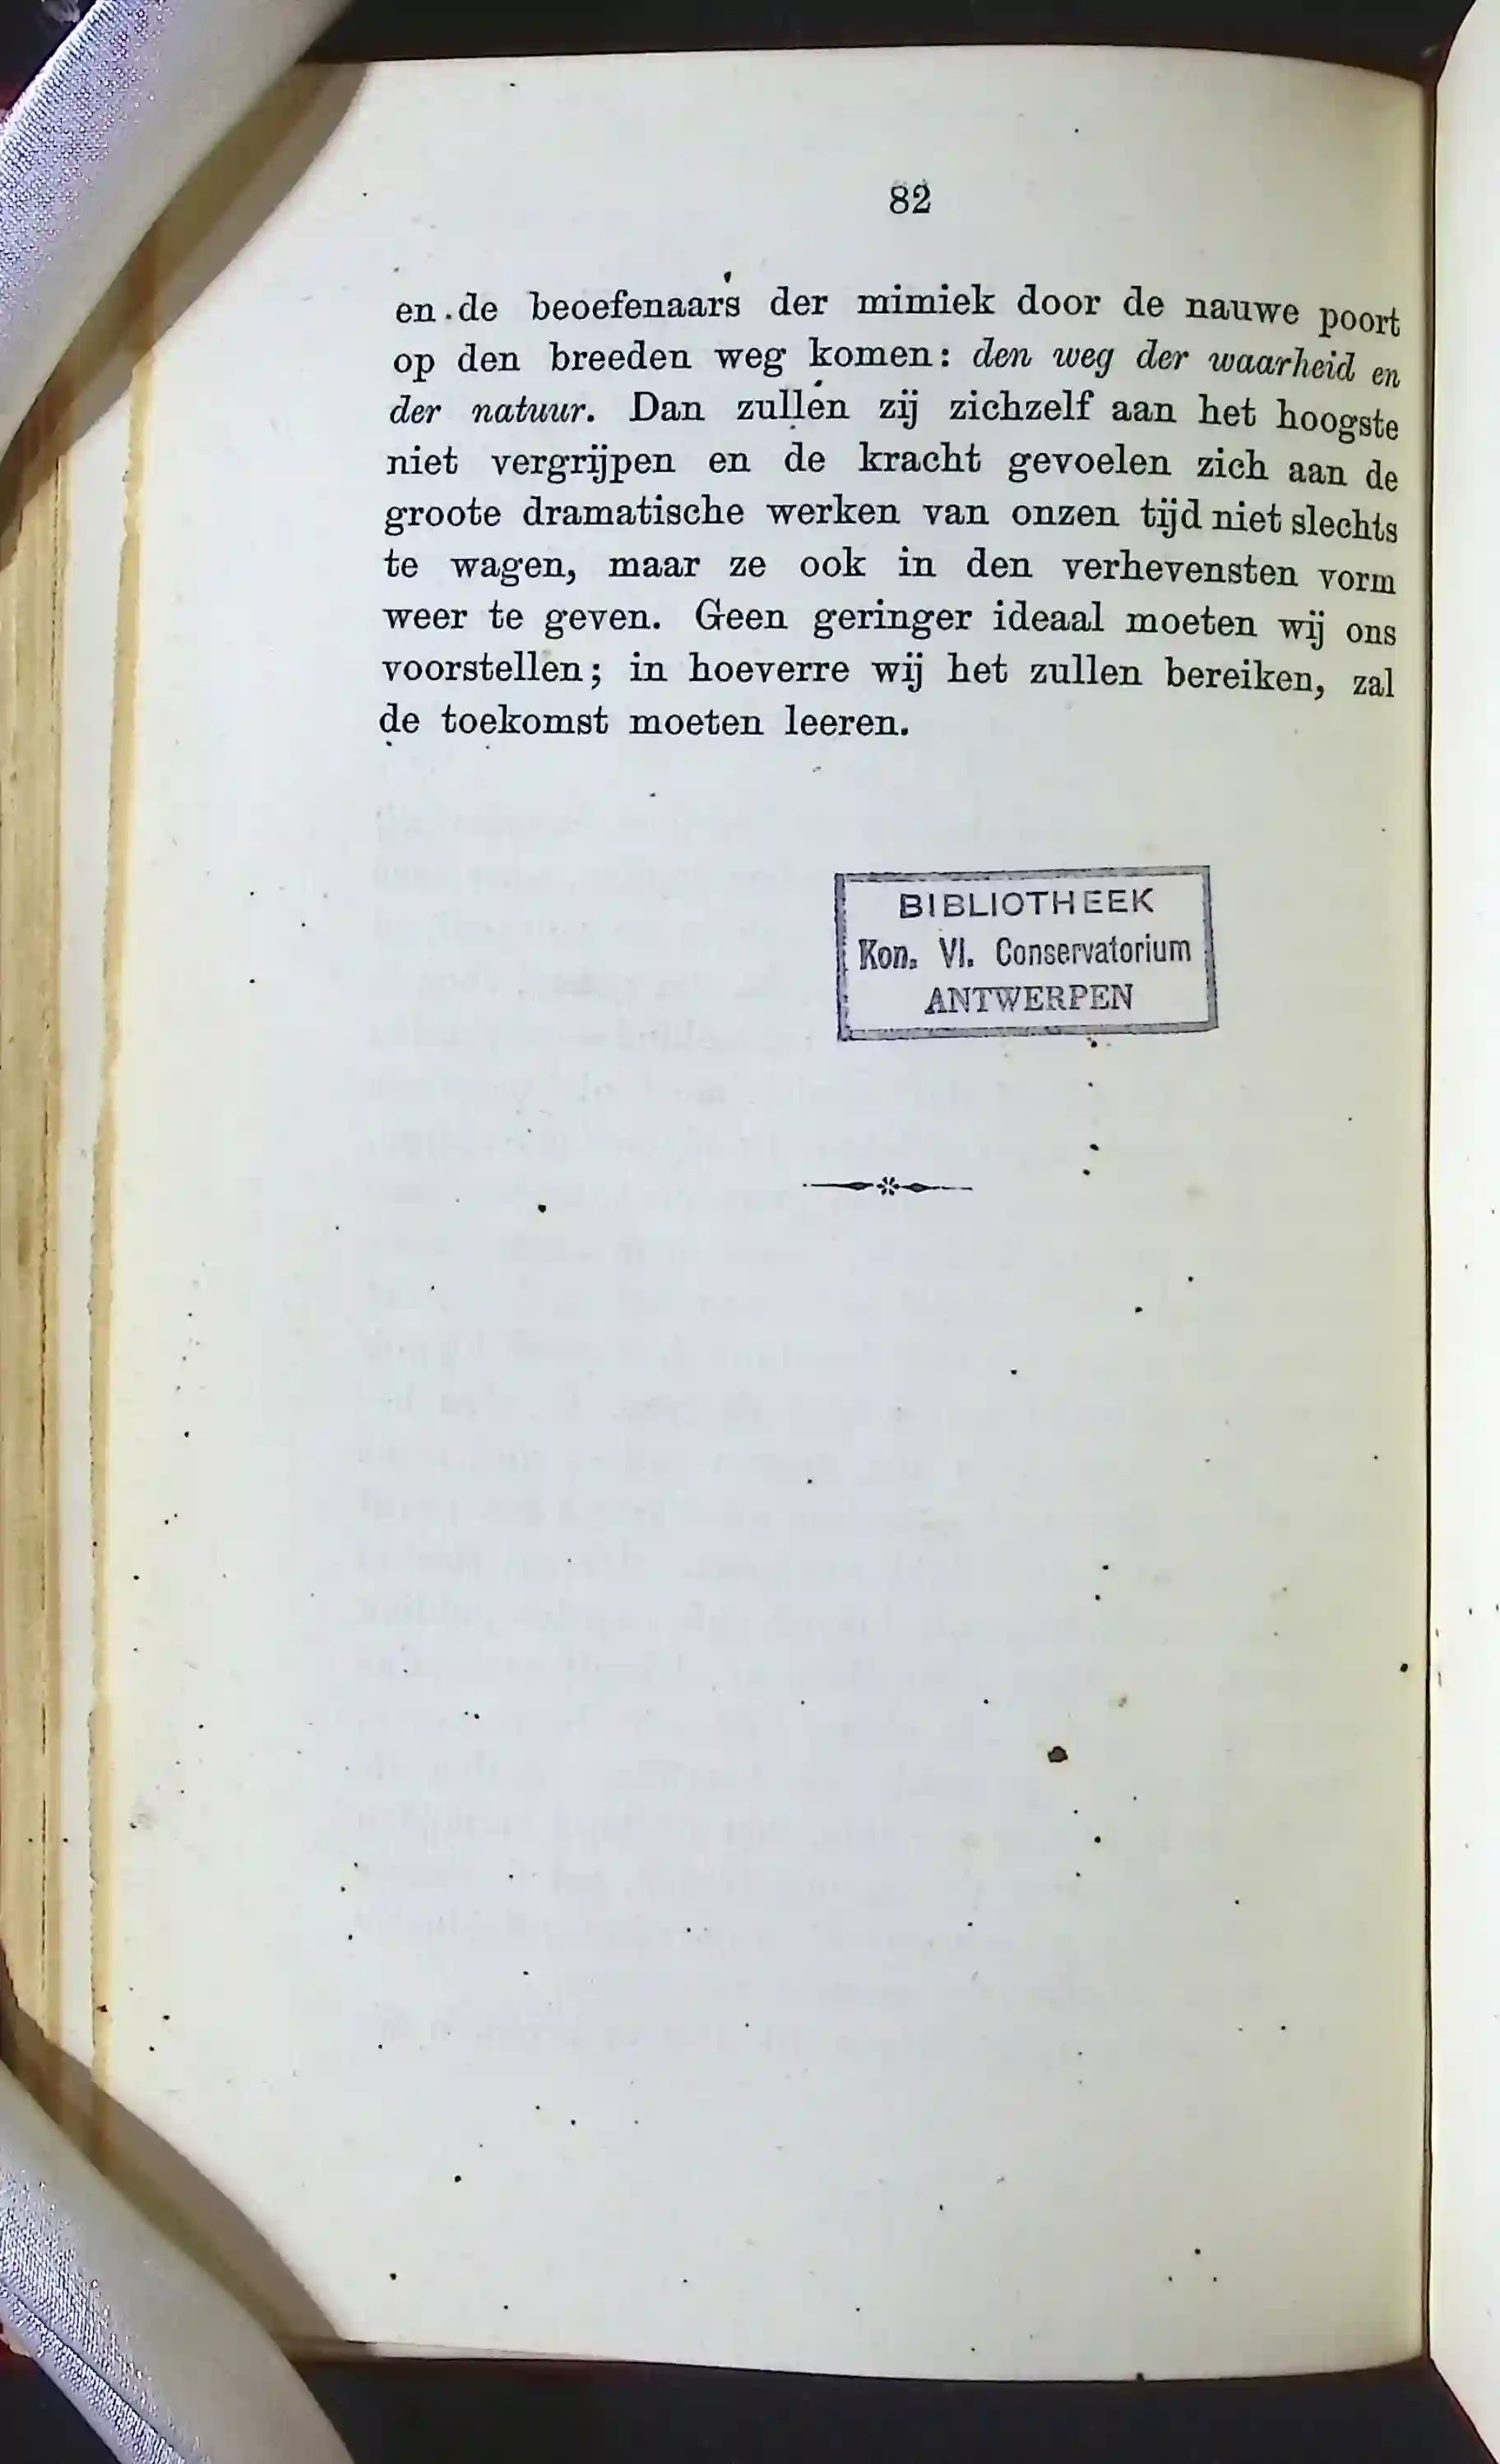 82
en de beoefenaars der mimiek door de nauwe poort
op den breeden weg komen: den weg der waarheid en
der natuur. Dan zullen zij zichzelf aan het hoogste
niet vergrijpen en de kracht gevoelen zich aan de
groote dramatische werken van onzen tijd niet slechts
te wagen, maar ze ook in den verhevensten vorm
weer te geven. Geen geringer ideaal moeten wij ons
voorstellen; in hoeverre wij het zullen bereiken, zal
de toekomst moeten leeren.
BIBLIOTHEEK
Kon. Vl. Conservatorium
ANTWERPEN